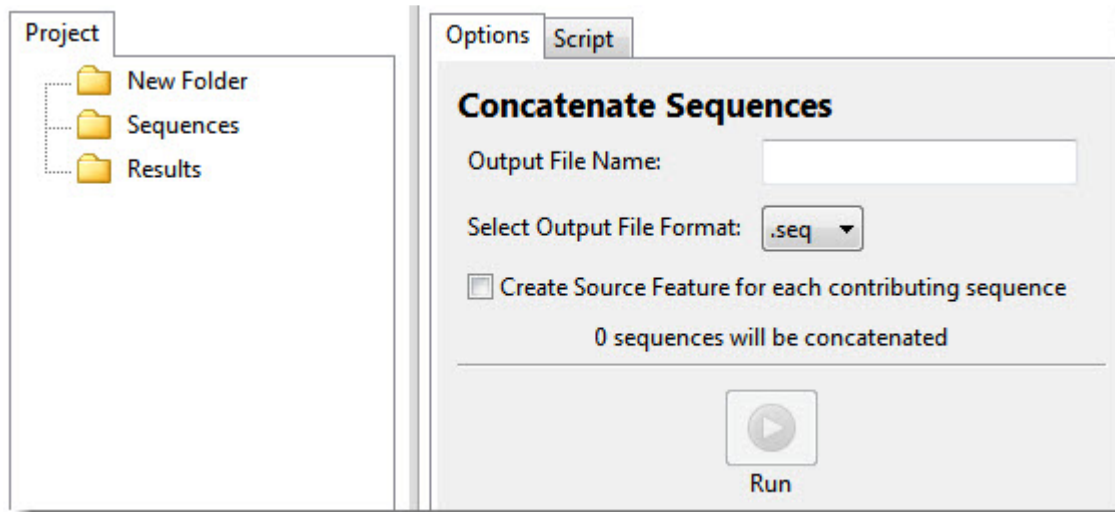 Project
New Folder
Sequences
Results
Options
Script
Concatenate Sequences
Output File Name:
Select Output File Format:
.seq
Create Source Feature for each contributing sequence
0 sequences will be concatenated
Run